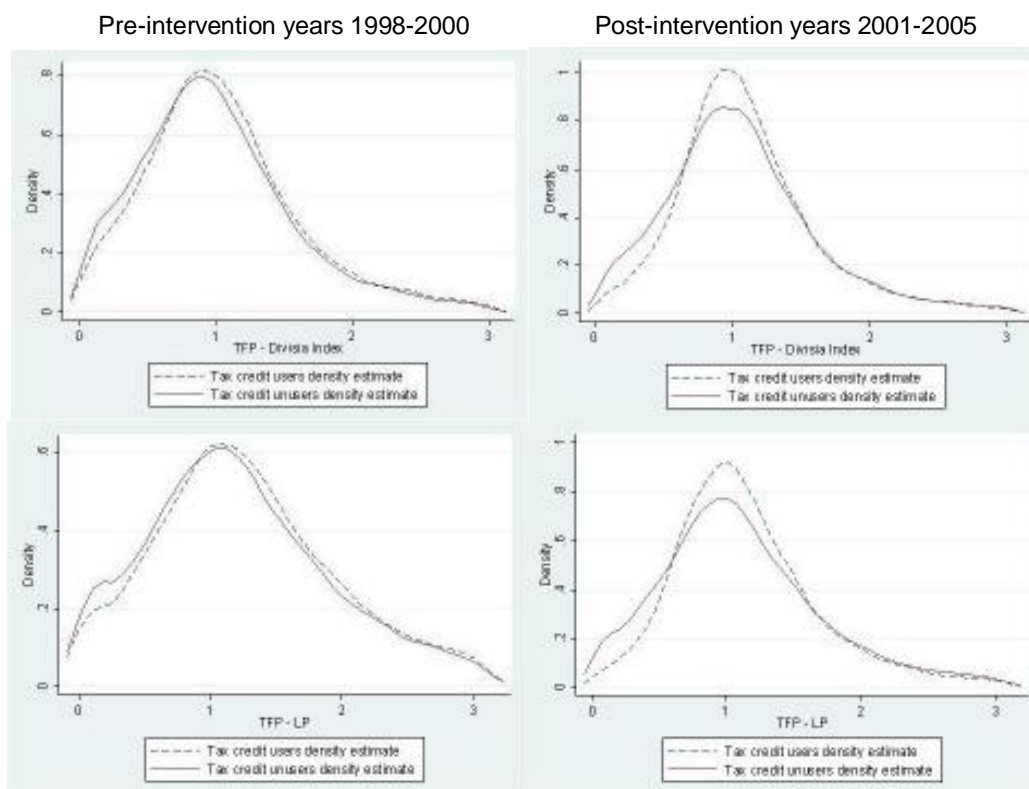 Pre-intervention years 1998-2000
Post-intervention years 2001-2005
Density
0 .2 .4 .6 .8
0 1 2 3
TFP - Divisia Index
Tax credit users density estimate
Tax credit unusers density estimate
Density
0 .2 .4 .6 .8 1
0 1 2 3
TFP - Divisia Index
Tax credit users density estimate
Tax credit unusers density estimate
Density
0 .2 .4 .6
0 1 2 3
TFP - LP
Tax credit users density estimate
Tax credit unusers density estimate
Density
0 .2 .4 .6 .8 1
0 1 2 3
TFP - LP
Tax credit users density estimate
Tax credit unusers density estimate